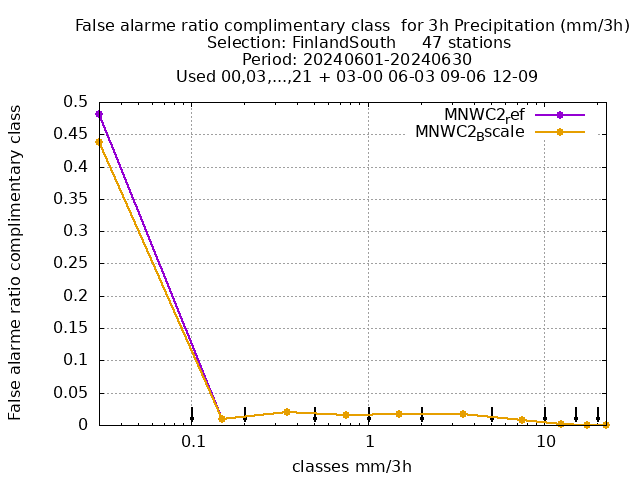 False alarme ratio complimentary class  for 3h Precipitation (mm/3h)
Selection: FinlandSouth     47 stations
Period: 20240601-20240630
Used 00,03,...,21 + 03-00 06-03 09-06 12-09
MNWC2ref
MNWC2Bscale
False alarme ratio complimentary class
0.5
0.45
0.4
0.35
0.3
0.25
0.2
0.15
0.1
0.05
0
0.1 1 10
classes mm/3h